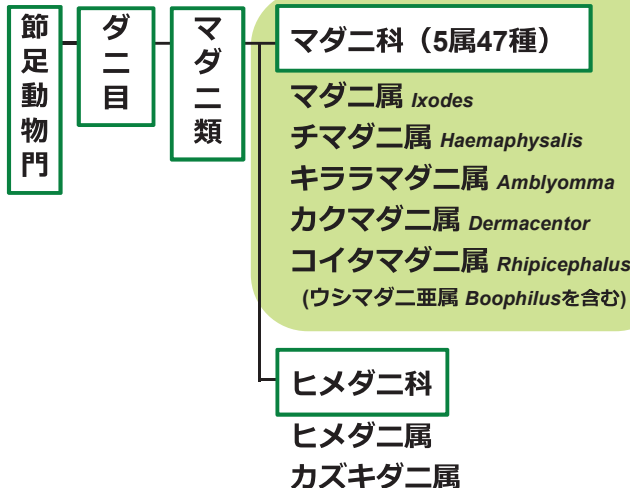 節足動物門
ダニ目
マダニ類
マダニ科（5属47種）
マダニ属 Ixodes
チマダニ属 Haemaphysalis
キララマダニ属 Amblyomma
カクマダニ属 Dermacentor
コイタマダニ属 Rhipicephalus
(ウシマダニ亜属 Boophilusを含む)
ヒメダニ科
ヒメダニ属
カズキダニ属